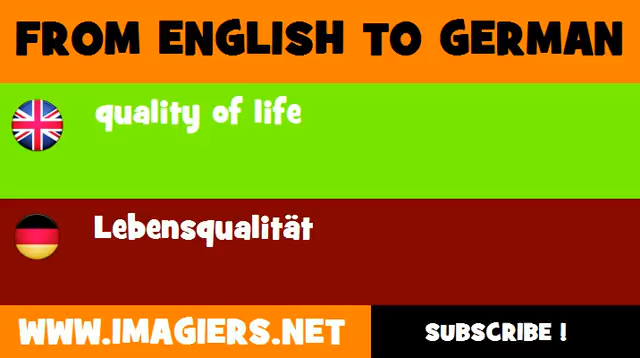 FROM ENGLISH TO GERMAN
quality of life
Lebensqualität
WWW.IMAGIERS.NET
SUBSCRIBE !